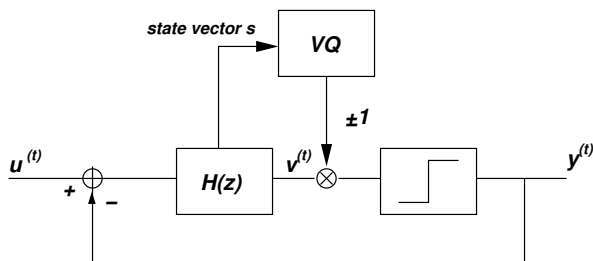 state vector s
VQ
±1
u^(t)
+
−
H(z)
v^(t)
y^(t)